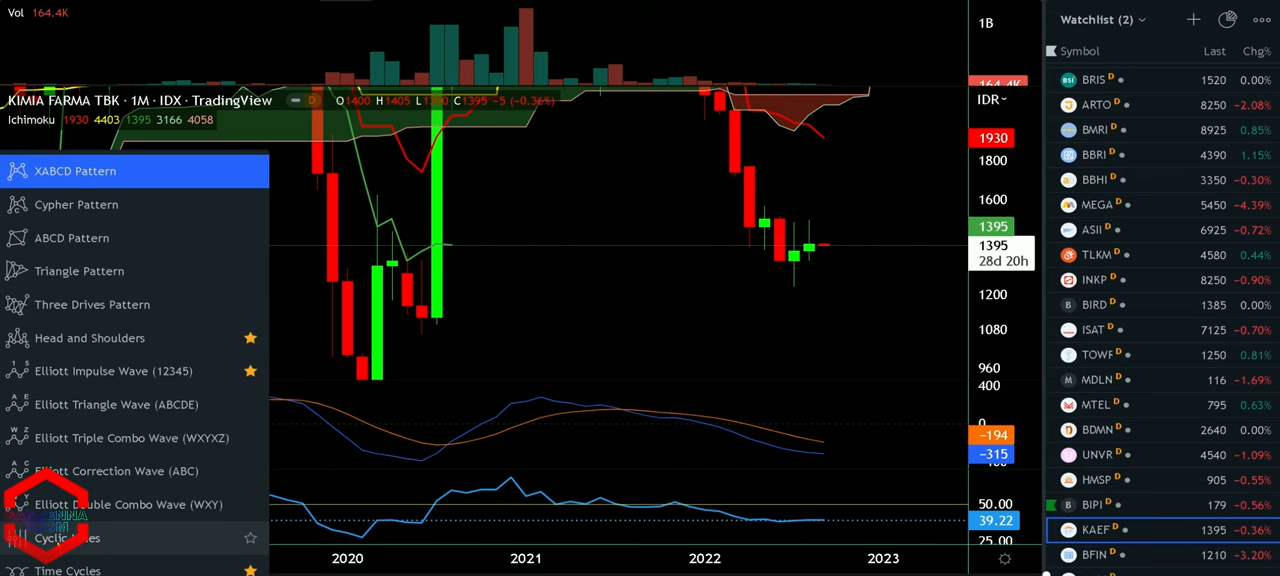 Vol 164.4K
KIMIA FARMA TBK · 1M · IDX · TradingView D O1400 H1405 L1390 C1395 −5 (−0.36%)
Ichimoku 1930 4403 1395 3166 4058
XABCD Pattern
Cypher Pattern
ABCD Pattern
Triangle Pattern
Three Drives Pattern
Head and Shoulders
Elliott Impulse Wave (12345)
Elliott Triangle Wave (ABCDE)
Elliott Triple Combo Wave (WXYXZ)
Elliott Correction Wave (ABC)
Elliott Double Combo Wave (WXY)
Time Cycles
1B
164.4K
IDR
1930
1800
1600
1395
1395
28d 20h
1200
1080
960
400
0
−194
−315
50.00
39.22
25.00
2020 2021 2022 2023
Watchlist (2)
Symbol Last Chg%
BRIS D 1520 0.00%
ARTO D 8250 −2.08%
BMRI D 8925 0.85%
BBRI D 4390 1.15%
BBHI D 3350 −0.30%
MEGA D 5450 −4.39%
ASII D 6925 −0.72%
TLKM D 4580 0.44%
INKP D 8250 −0.90%
B BIRD D 1385 0.00%
ISAT D 7125 −0.70%
TOWR D 1250 0.81%
M MDLN D 116 −1.69%
MTEL D 795 0.63%
BDMN D 2640 0.00%
UNVR D 4540 −1.09%
HMSP D 905 −0.55%
B BIPI D 179 −0.56%
KAEF D 1395 −0.36%
BFIN D 1210 −3.20%